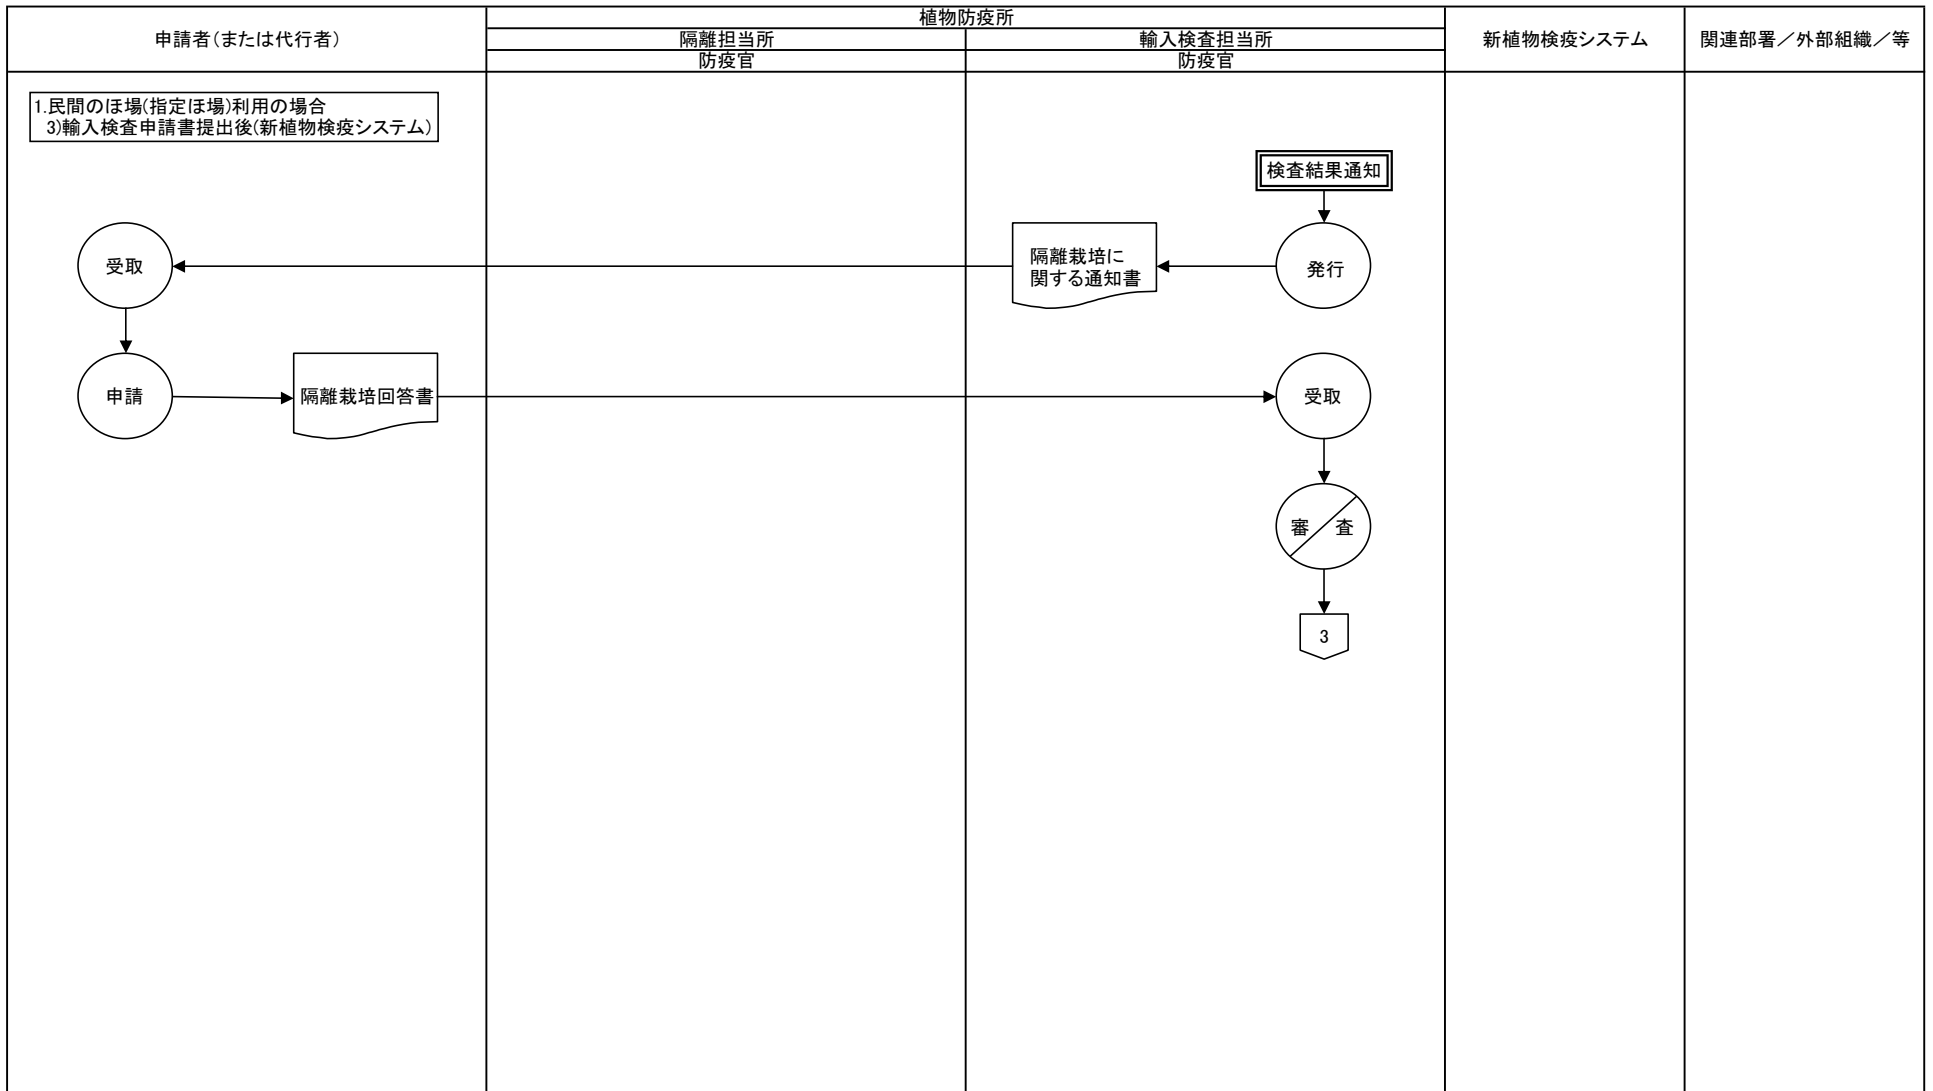 申請者(または代行者)
植物防疫所
隔離担当所
防疫官
輸入検査担当所
防疫官
新植物検疫システム
関連部署／外部組織／等
1.民間のほ場(指定ほ場)利用の場合
3)輸入検査申請書提出後(新植物検疫システム)
検査結果通知
受取
隔離栽培に
関する通知書
発行
申請
隔離栽培回答書
受取
審 査
3